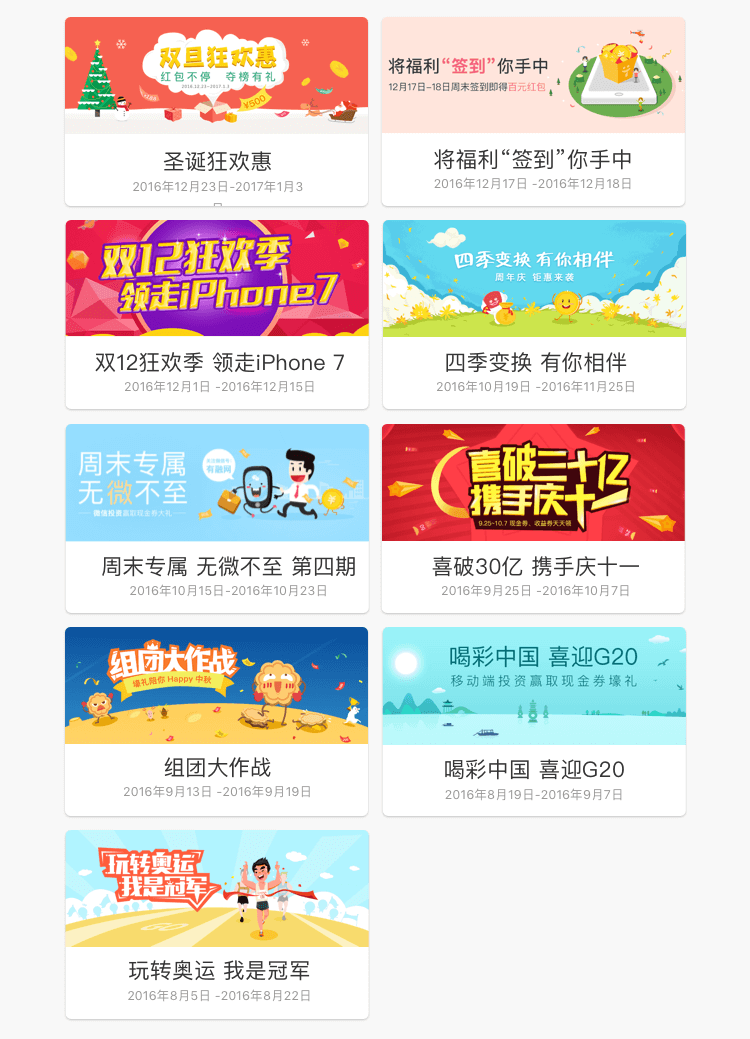 双旦狂欢惠
红包不停 夺榜有礼
¥500
圣诞狂欢惠
2016年12月23日-2017年1月3
将福利“签到”你手中
12月17日-18日周末签到即得百元红包
将福利“签到”你手中
2016年12月17日 -2016年12月18日
双12狂欢季
领走iPhone7
双12狂欢季 领走iPhone 7
2016年12月1日 -2016年12月15日
四季变换 有你相伴
周年庆 钜惠来袭
四季变换 有你相伴
2016年10月19日 -2016年11月25日
周末专属
无微不至
微信投资赢取现金券大礼
有融网
周末专属 无微不至 第四期
2016年10月15日-2016年10月23日
喜破三十亿
携手庆十一
9.25-10.7 现金券、收益券天天领
喜破30亿 携手庆十一
2016年9月25日 -2016年10月7日
组团大作战
壕礼陪你 Happy 中秋
组团大作战
2016年9月13日 -2016年9月19日
喝彩中国 喜迎G20
移动端投资赢取现金券壕礼
喝彩中国 喜迎G20
2016年8月19日-2016年9月7日
玩转奥运
我是冠军
GO
玩转奥运 我是冠军
2016年8月5日 -2016年8月22日